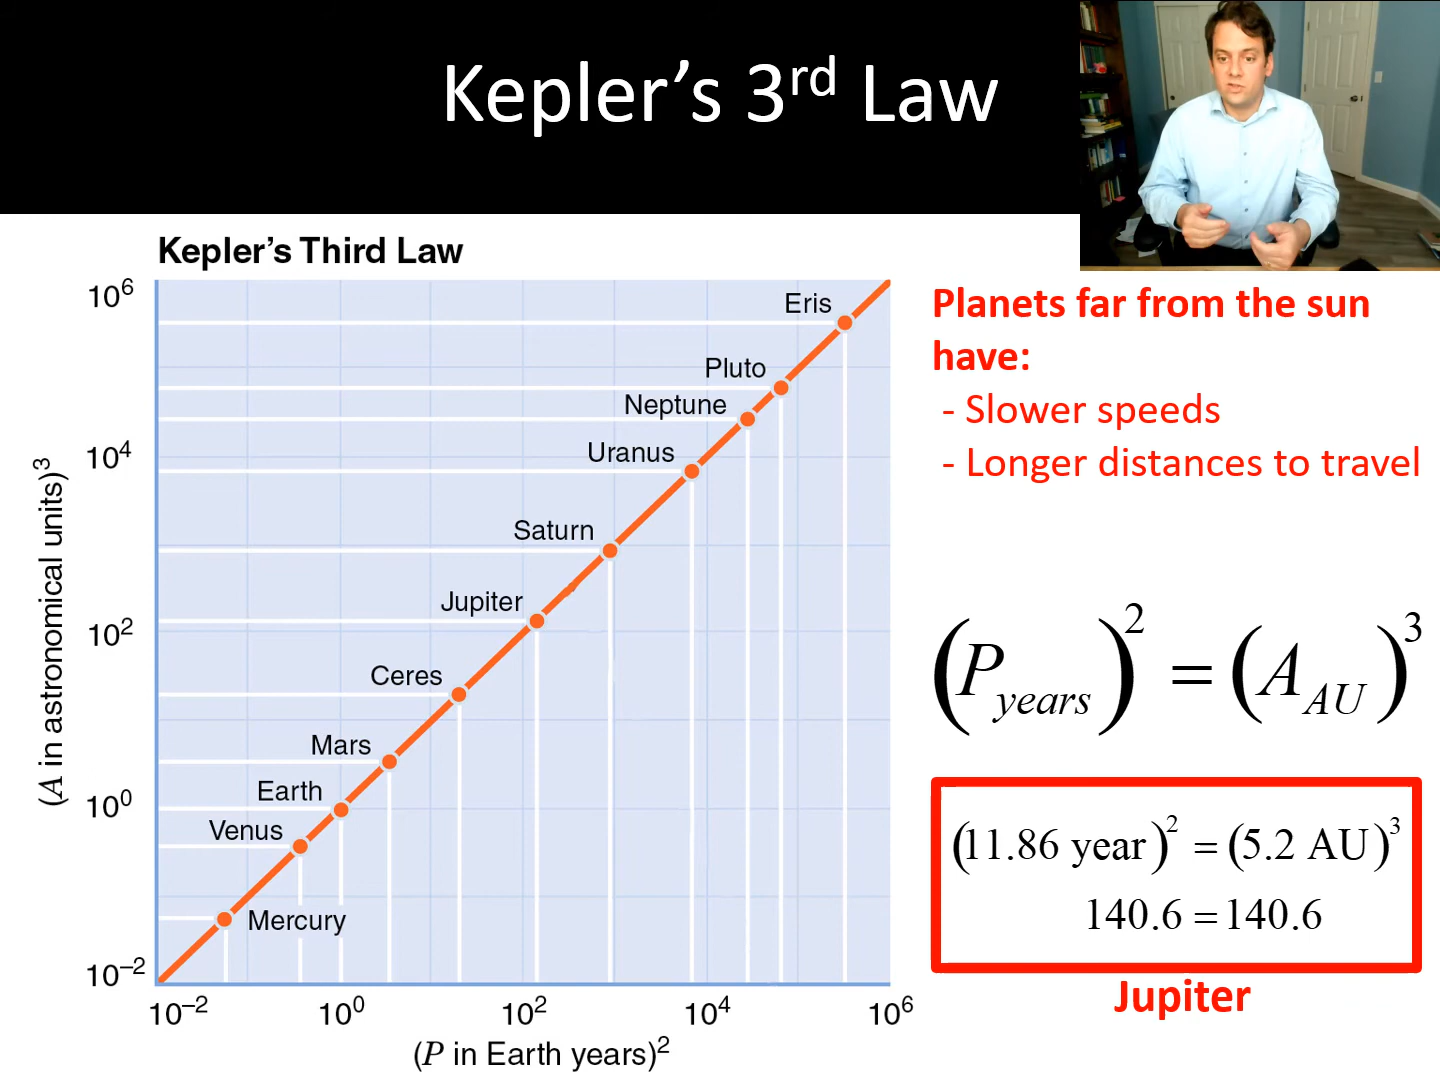 Kepler's 3rd Law
Kepler's Third Law
10⁶
10⁴
10²
10⁰
10⁻²
(A in astronomical units)³
Eris
Pluto
Neptune
Uranus
Saturn
Jupiter
Ceres
Mars
Earth
Venus
Mercury
10⁻² 10⁰ 10² 10⁴ 10⁶
(P in Earth years)²
Planets far from the sun
have:
- Slower speeds
- Longer distances to travel
(P_years)² = (A_AU)³
(11.86 year)² = (5.2 AU)³
140.6 = 140.6
Jupiter